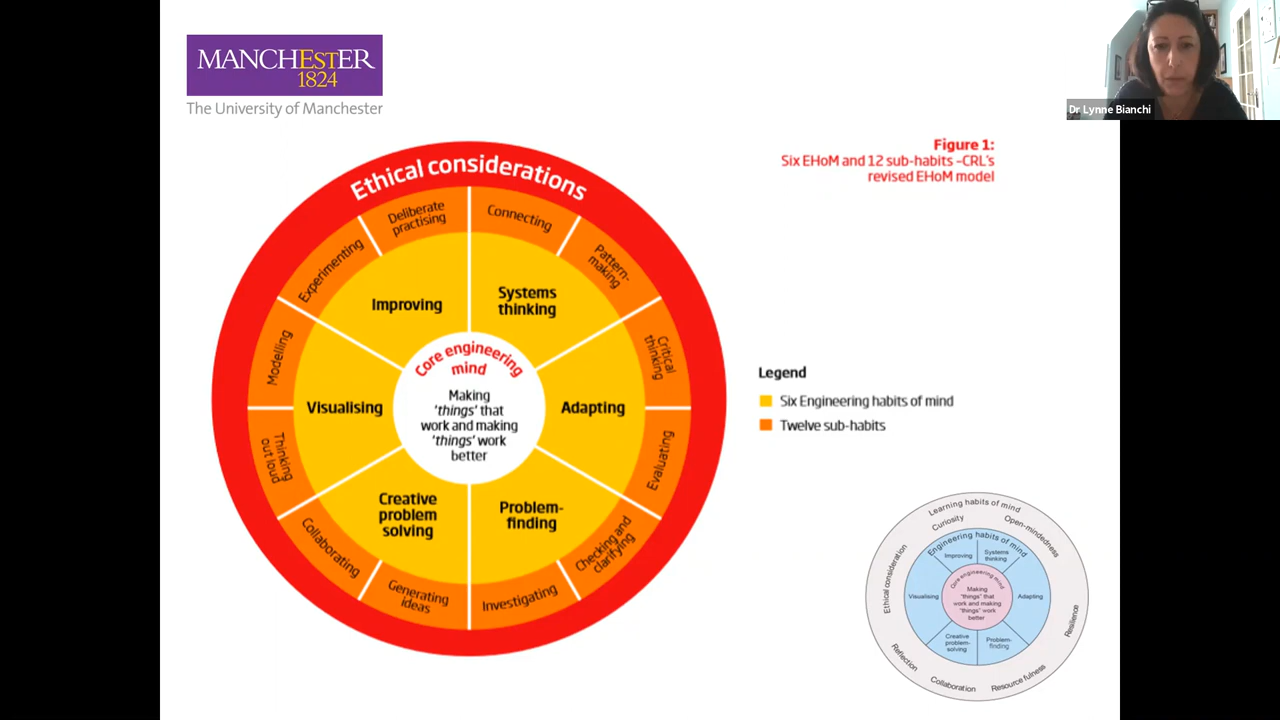 MANCHESTER
1824
The University of Manchester
Dr Lynne Bianchi
Figure 1:
Six EHoM and 12 sub-habits –CRL's
revised EHoM model
Ethical considerations
Deliberate
practising
Connecting
Pattern-
making
Critical
thinking
Evaluating
Checking and
clarifying
Investigating
Generating
ideas
Collaborating
Thinking
out loud
Modelling
Experimenting
Improving
Systems
thinking
Adapting
Problem-
finding
Creative
problem
solving
Visualising
Core engineering
mind
Making
'things' that
work and making
'things' work
better
Legend
Six Engineering habits of mind
Twelve sub-habits
Learning habits of mind
Curiosity
Open-mindedness
Resilience
Resourcefulness
Collaboration
Reflection
Ethical consideration
Engineering habits of mind
Improving
Systems
thinking
Adapting
Problem-
finding
Creative
problem-
solving
Visualising
Core engineering mind
Making
"things" that
work and making
"things" work
better